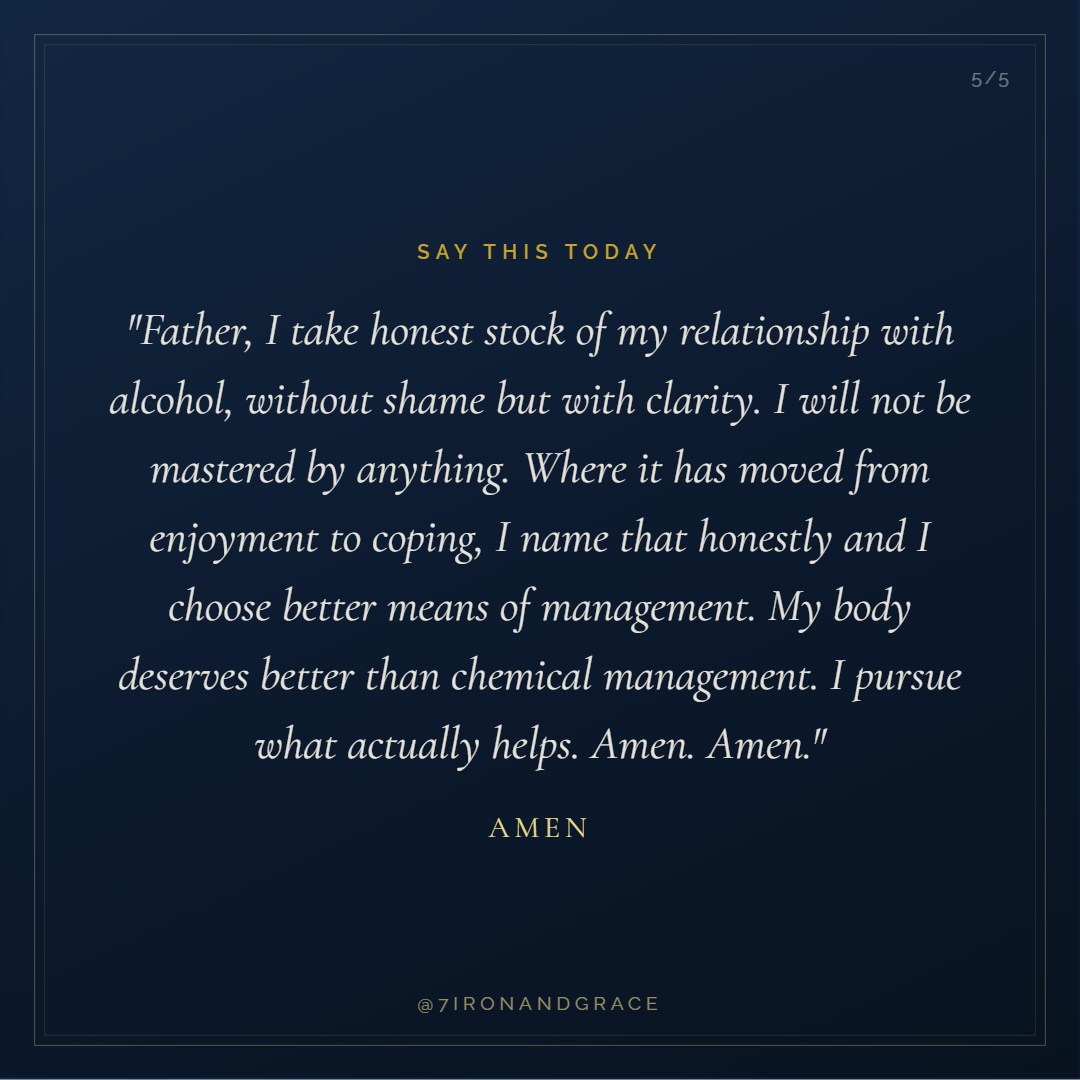 5/5
SAY THIS TODAY
"Father, I take honest stock of my relationship with
alcohol, without shame but with clarity. I will not be
mastered by anything. Where it has moved from
enjoyment to coping, I name that honestly and I
choose better means of management. My body
deserves better than chemical management. I pursue
what actually helps. Amen. Amen."
AMEN
@7IRONANDGRACE